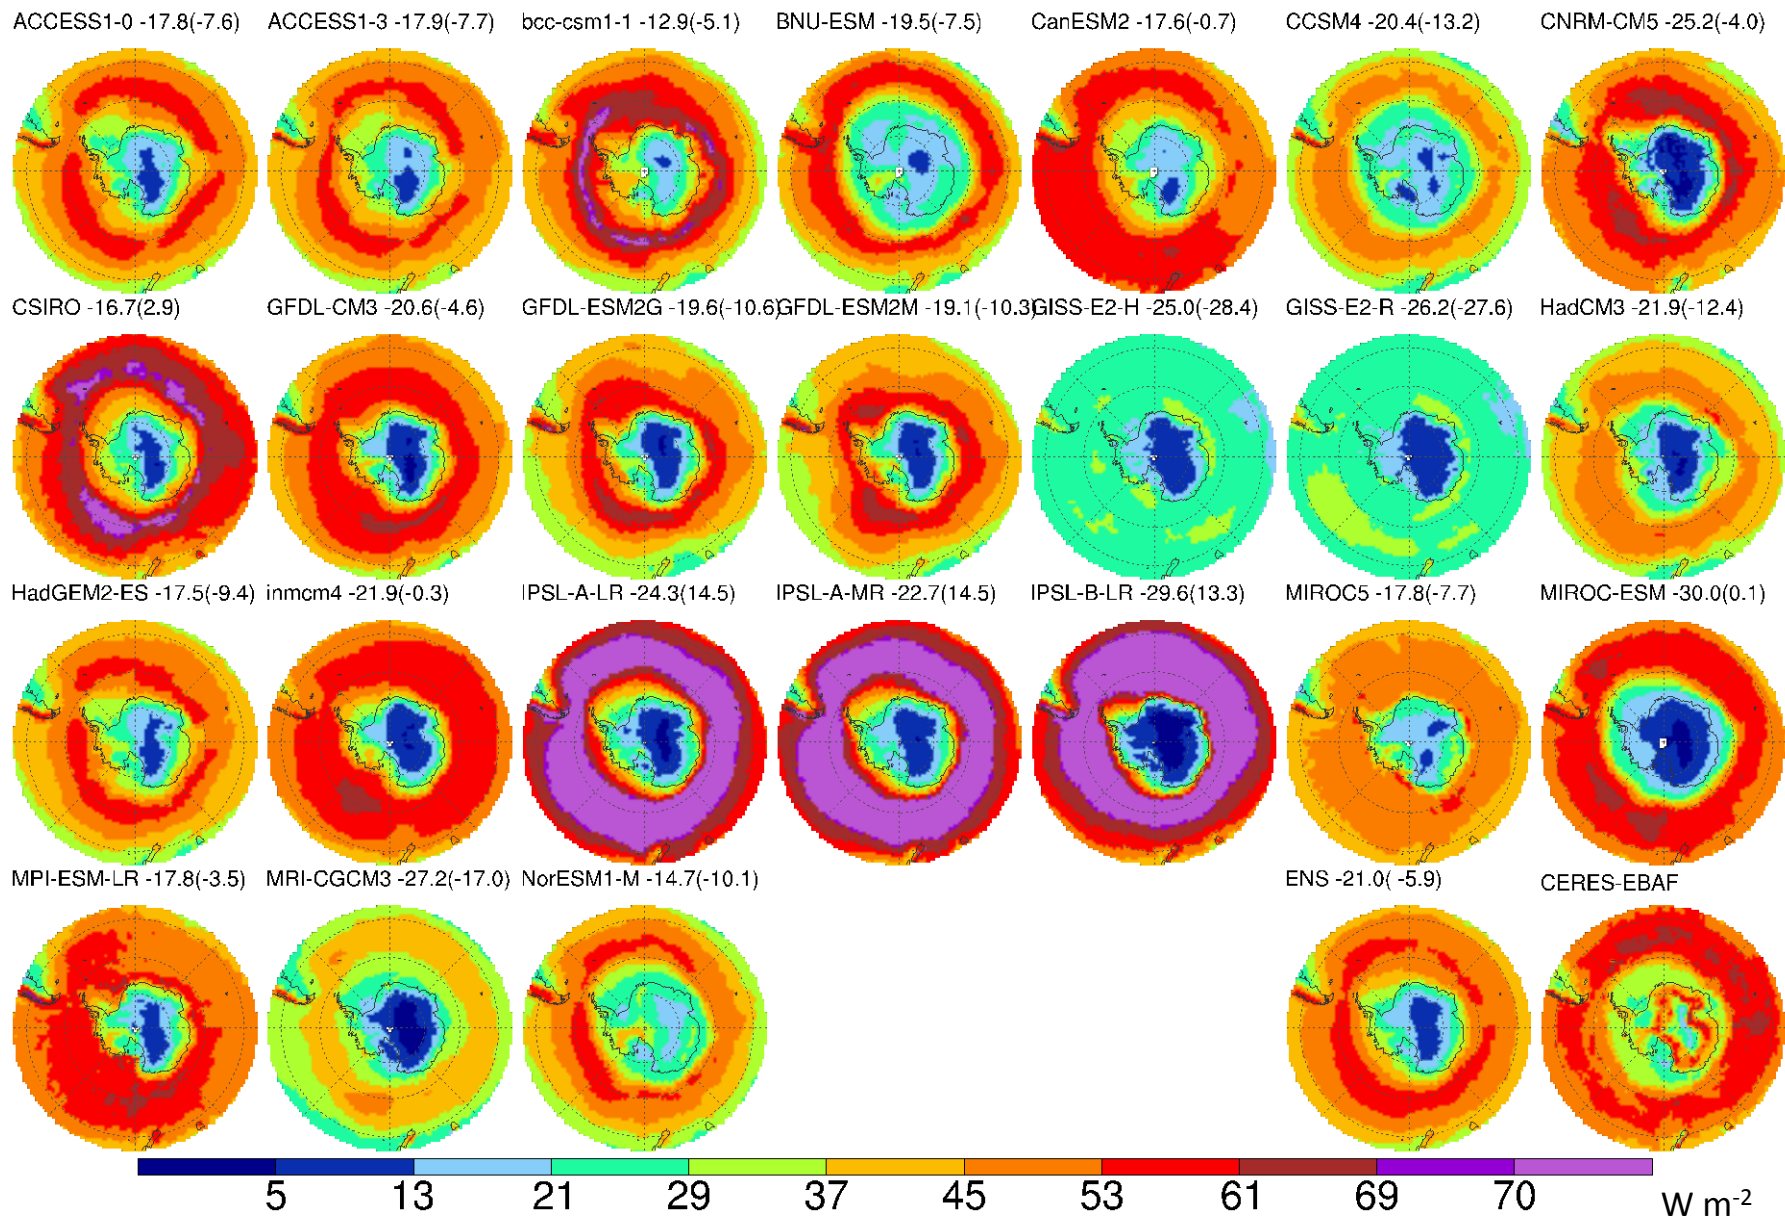 ACCESS1-0 -17.8(-7.6) ACCESS1-3 -17.9(-7.7) bcc-csm1-1 -12.9(-5.1) BNU-ESM -19.5(-7.5) CanESM2 -17.6(-0.7) CCSM4 -20.4(-13.2) CNRM-CM5 -25.2(-4.0)
CSIRO -16.7(2.9) GFDL-CM3 -20.6(-4.6) GFDL-ESM2G -19.6(-10.6) GFDL-ESM2M -19.1(-10.3) GISS-E2-H -25.0(-28.4) GISS-E2-R -26.2(-27.6) HadCM3 -21.9(-12.4)
HadGEM2-ES -17.5(-9.4) inmcm4 -21.9(-0.3) IPSL-A-LR -24.3(14.5) IPSL-A-MR -22.7(14.5) IPSL-B-LR -29.6(13.3) MIROC5 -17.8(-7.7) MIROC-ESM -30.0(0.1)
MPI-ESM-LR -17.8(-3.5) MRI-CGCM3 -27.2(-17.0) NorESM1-M -14.7(-10.1) ENS -21.0( -5.9) CERES-EBAF
5 13 21 29 37 45 53 61 69 70 W m-2